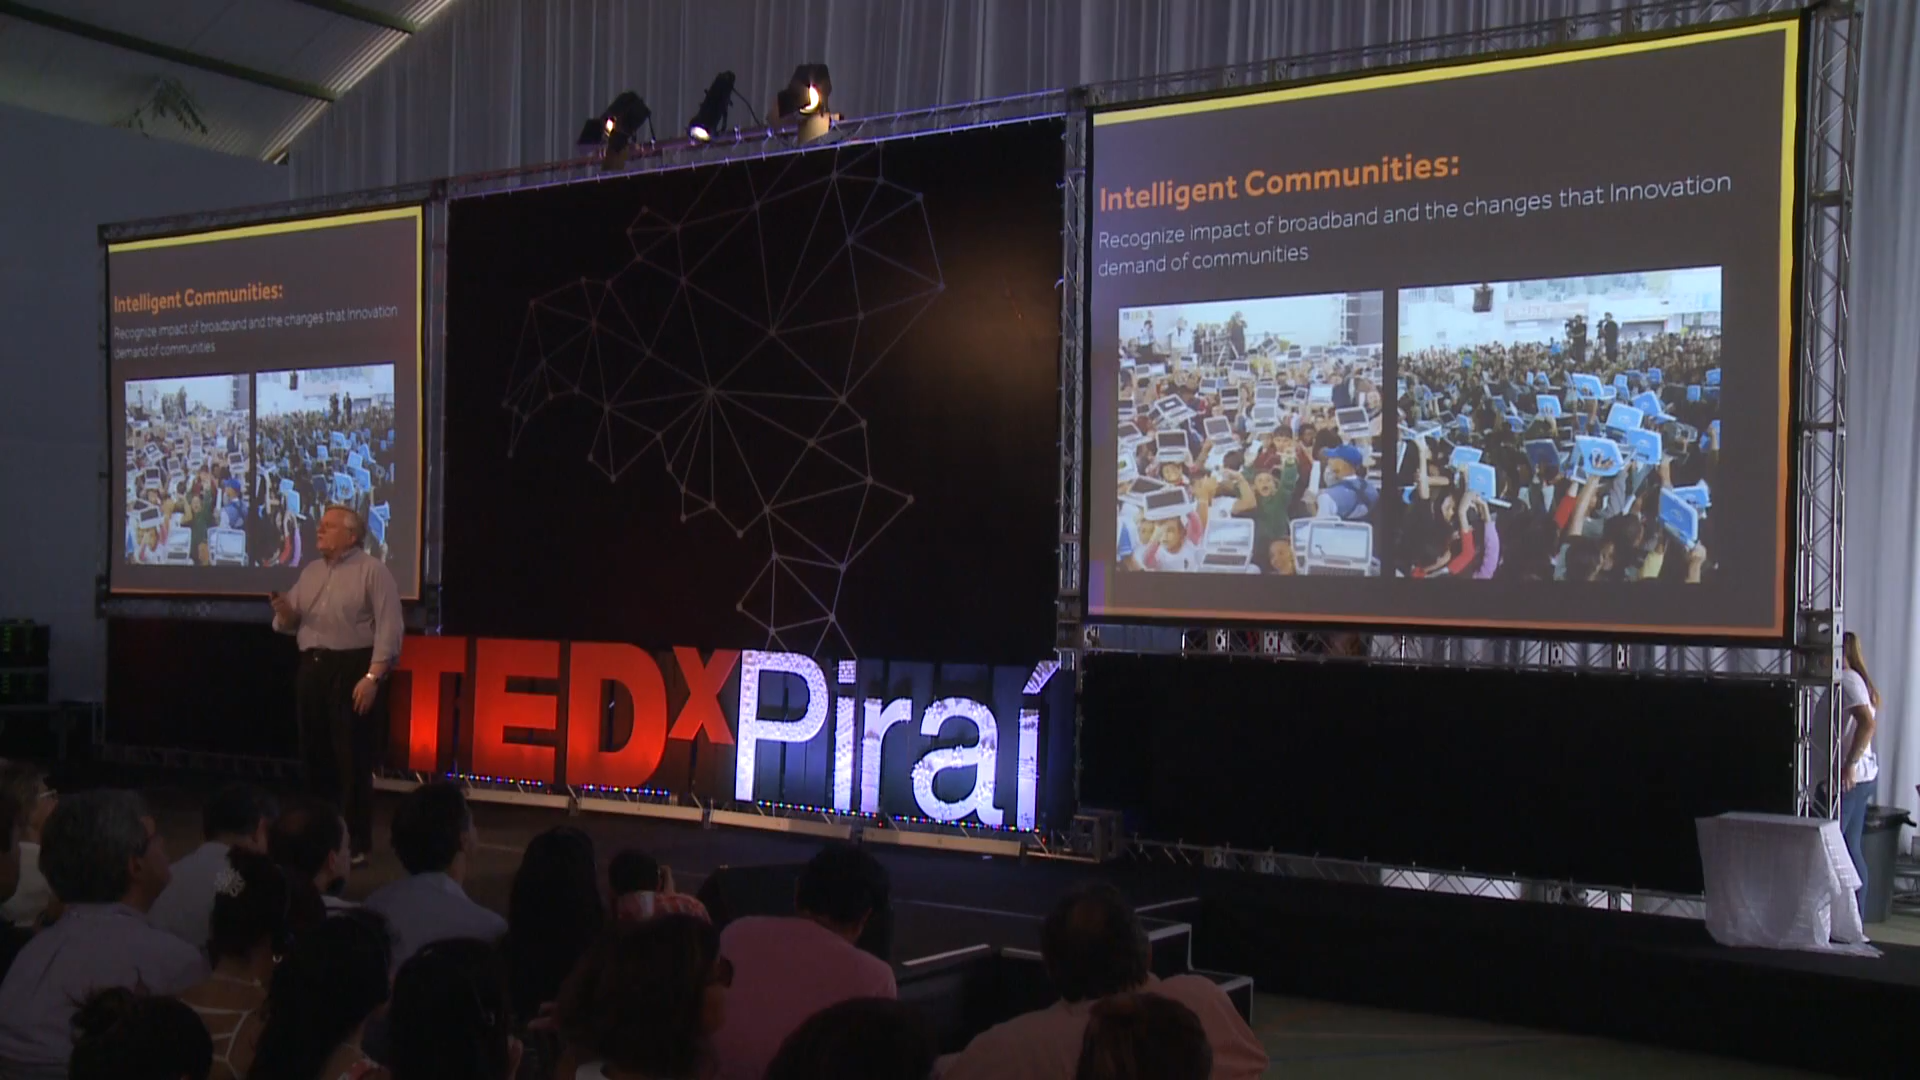 Intelligent Communities:
Recognize impact of broadband and the changes that Innovation
demand of communities
Intelligent Communities:
Recognize impact of broadband and the changes that Innovation
demand of communities
TEDxPiraí